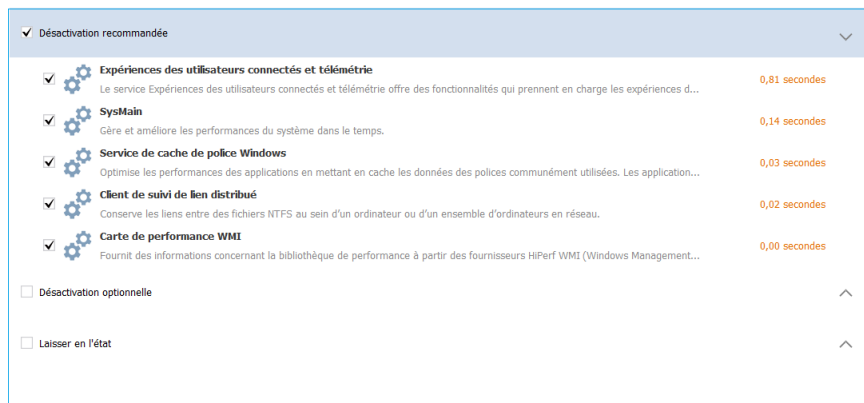 Désactivation recommandée
Expériences des utilisateurs connectés et télémétrie
0,81 secondes
Le service Expériences des utilisateurs connectés et télémétrie offre des fonctionnalités qui prennent en charge les expériences d...
SysMain
0,14 secondes
Gère et améliore les performances du système dans le temps.
Service de cache de police Windows
0,03 secondes
Optimise les performances des applications en mettant en cache les données des polices communément utilisées. Les application...
Client de suivi de lien distribué
0,02 secondes
Conserve les liens entre des fichiers NTFS au sein d’un ordinateur ou d’un ensemble d’ordinateurs en réseau.
Carte de performance WMI
0,00 secondes
Fournit des informations concernant la bibliothèque de performance à partir des fournisseurs HiPerf WMI (Windows Management...
Désactivation optionnelle
Laisser en l'état